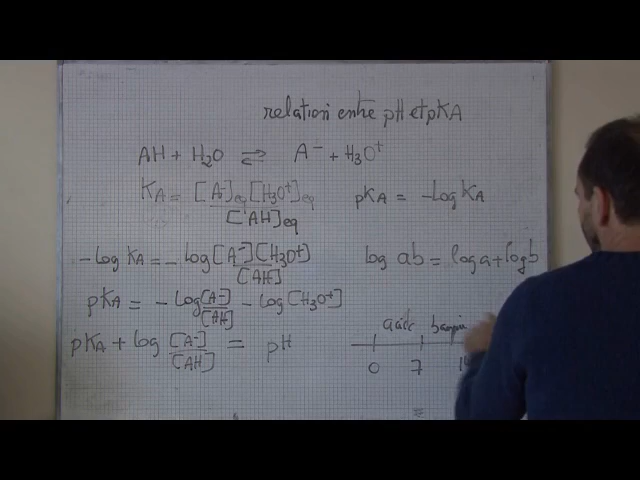 relation entre pH et pKA
AH + H2O ⇌ A⁻ + H3O⁺
KA = [A⁻]eq [H3O⁺]eq / [AH]eq
pKA = -Log KA
-Log KA = -Log [A⁻][H3O⁺] / [AH]
Log ab = Log a + Log b
pKA = -Log [A⁻]/[AH] - Log [H3O⁺]
pKA + Log [A⁻]/[AH] = pH
acide
0 7